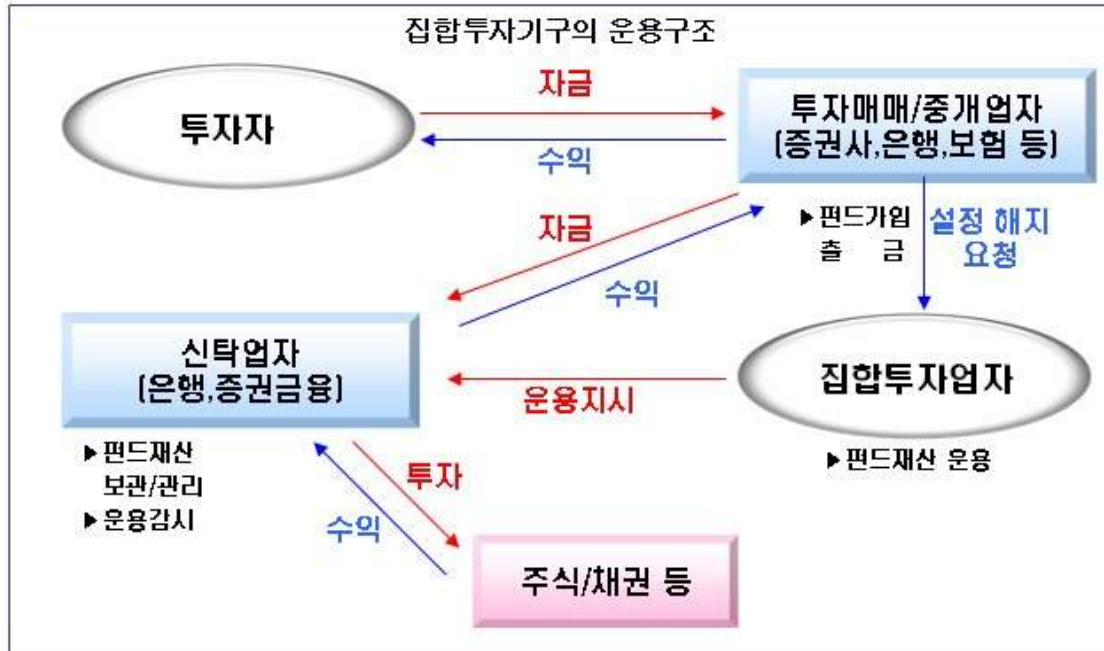 집합투자기구의 운용구조
투자자
자금
수익
투자매매/중개업자
(증권사,은행,보험 등)
자금
수익
▶펀드가입
출 금
설정 해지
요청
신탁업자
(은행,증권금융)
운용지시
집합투자업자
▶펀드재산
보관/관리
▶운용감시
▶펀드재산 운용
투자
수익
주식/채권 등